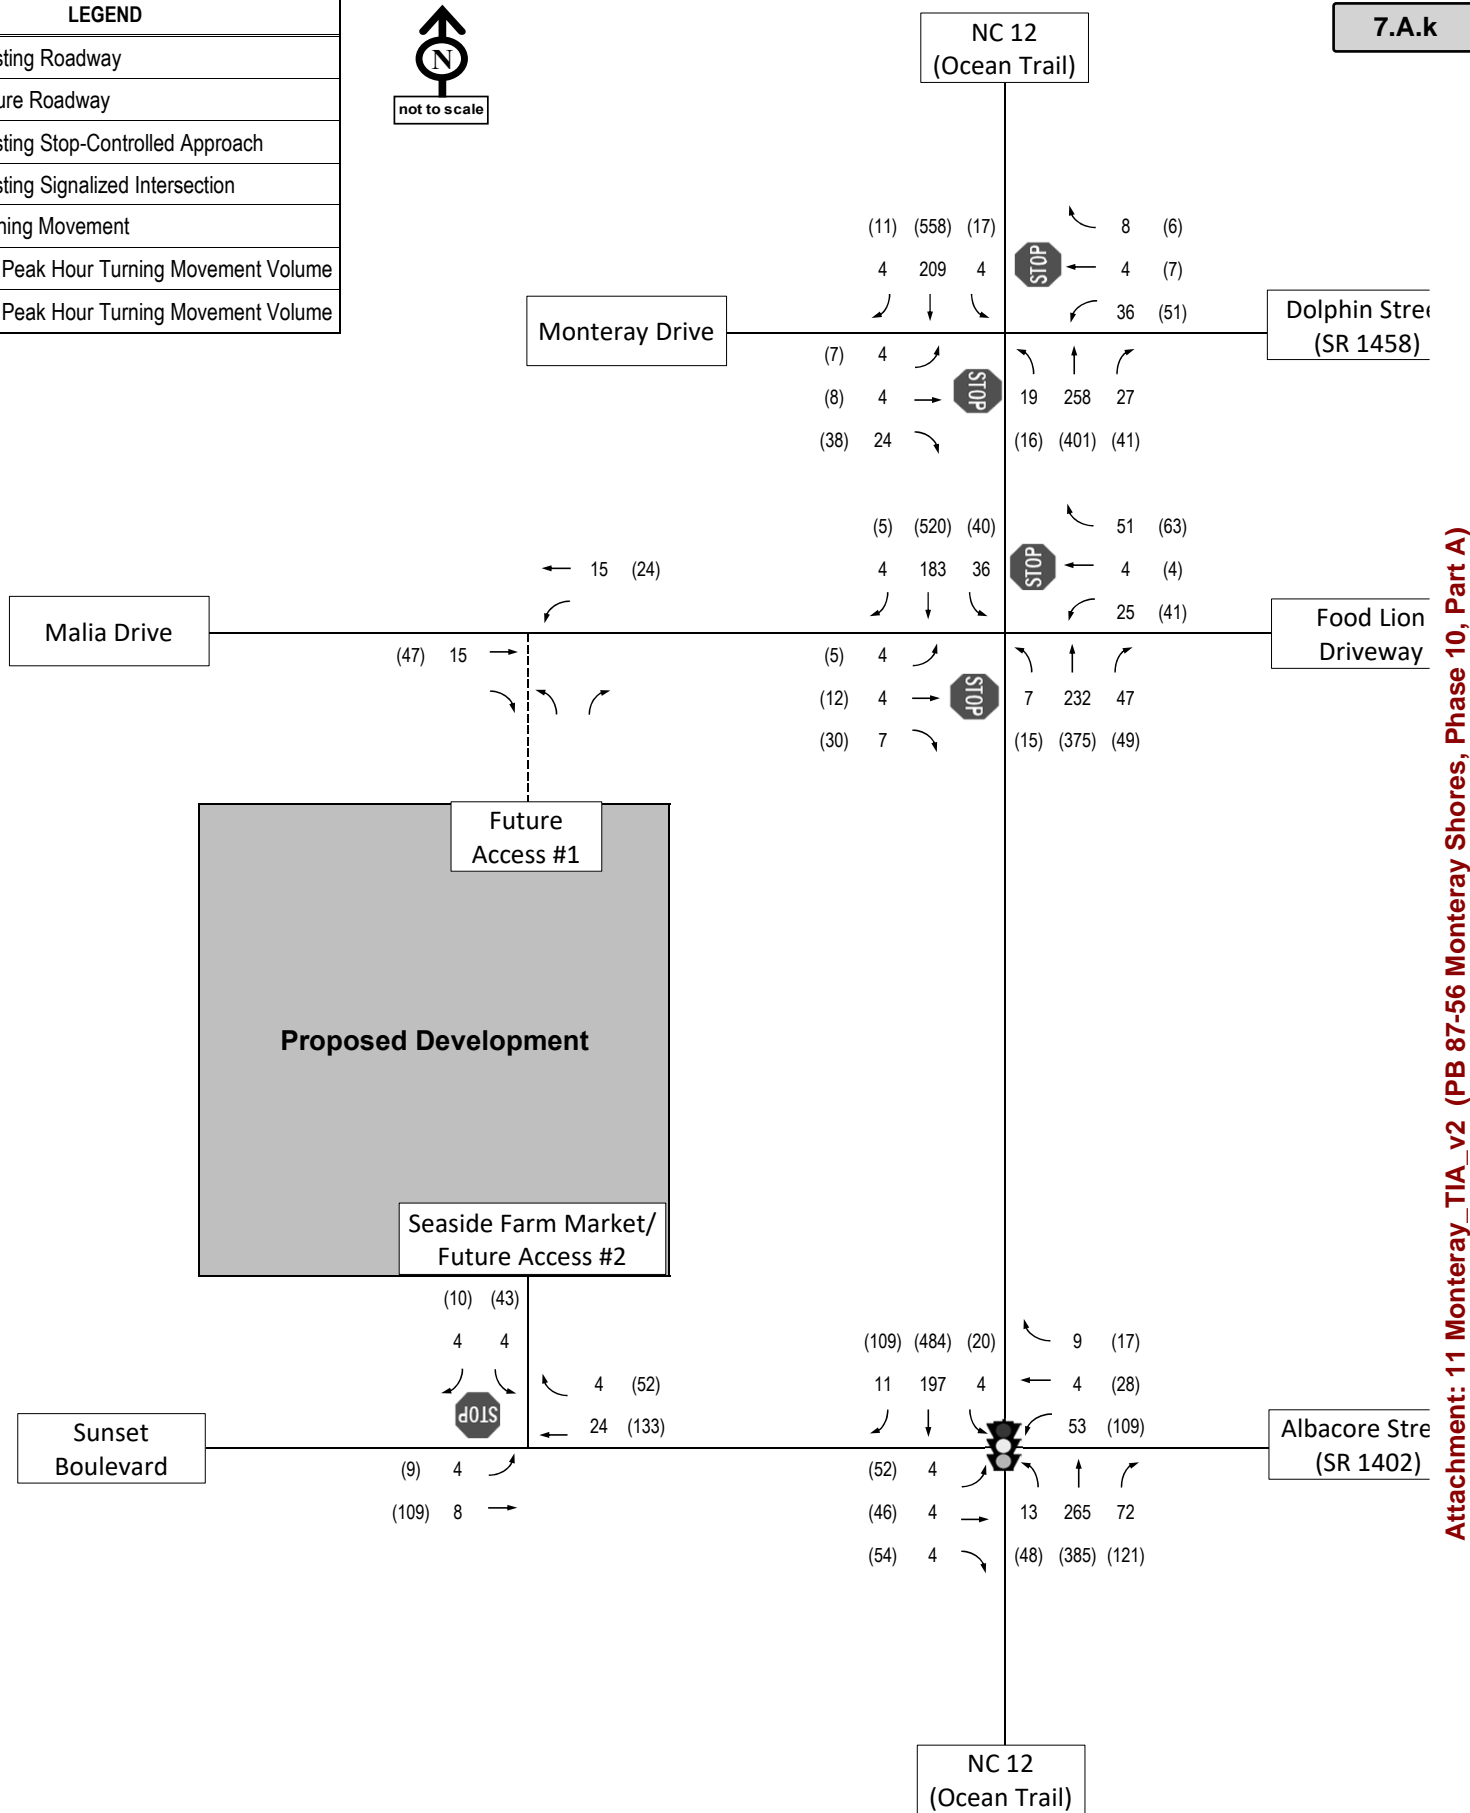 LEGEND
sting Roadway
ure Roadway
sting Stop-Controlled Approach
sting Signalized Intersection
ning Movement
Peak Hour Turning Movement Volume
Peak Hour Turning Movement Volume
N
not to scale
NC 12
(Ocean Trail)
7.A.k
(11) (558) (17)
4 209 4
STOP
8 (6)
4 (7)
36 (51)
Monteray Drive
Dolphin Stree
(SR 1458)
(7) 4
(8) 4
(38) 24
STOP
19 258 27
(16) (401) (41)
(5) (520) (40)
4 183 36
STOP
51 (63)
4 (4)
25 (41)
15 (24)
Malia Drive
Food Lion
Driveway
(47) 15
(5) 4
(12) 4
(30) 7
STOP
7 232 47
(15) (375) (49)
Future
Access #1
Proposed Development
Seaside Farm Market/
Future Access #2
(10) (43)
4 4
STOP
4 (52)
24 (133)
(109) (484) (20)
11 197 4
9 (17)
4 (28)
53 (109)
Sunset
Boulevard
Albacore Stre
(SR 1402)
(9) 4
(109) 8
(52) 4
(46) 4
(54) 4
13 265 72
(48) (385) (121)
NC 12
(Ocean Trail)
Attachment: 11 Monteray_TIA_v2 (PB 87-56 Monteray Shores, Phase 10, Part A)